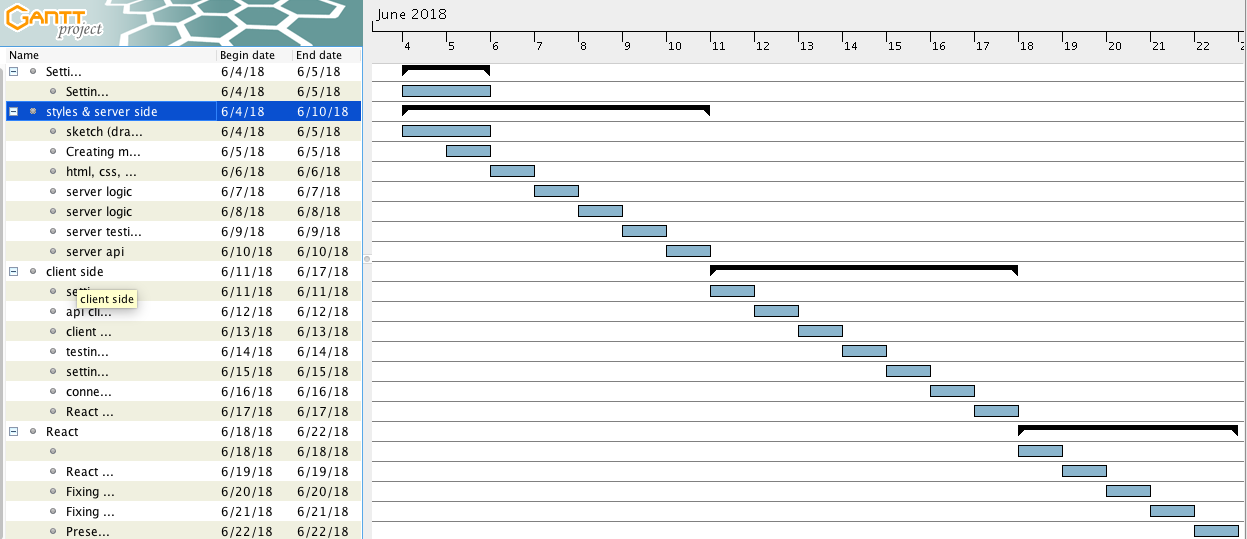 GANTT project
June 2018
4 5 6 7 8 9 10 11 12 13 14 15 16 17 18 19 20 21 22
Name Begin date End date
Setti... 6/4/18 6/5/18
Settin... 6/4/18 6/5/18
styles & server side 6/4/18 6/10/18
sketch (dra... 6/4/18 6/5/18
Creating m... 6/5/18 6/5/18
html, css, ... 6/6/18 6/6/18
server logic 6/7/18 6/7/18
server logic 6/8/18 6/8/18
server testi... 6/9/18 6/9/18
server api 6/10/18 6/10/18
client side 6/11/18 6/17/18
6/11/18 6/11/18
client side
api cli... 6/12/18 6/12/18
client ... 6/13/18 6/13/18
testin... 6/14/18 6/14/18
settin... 6/15/18 6/15/18
conne... 6/16/18 6/16/18
React ... 6/17/18 6/17/18
React 6/18/18 6/22/18
6/18/18 6/18/18
React ... 6/19/18 6/19/18
Fixing ... 6/20/18 6/20/18
Fixing ... 6/21/18 6/21/18
Prese... 6/22/18 6/22/18